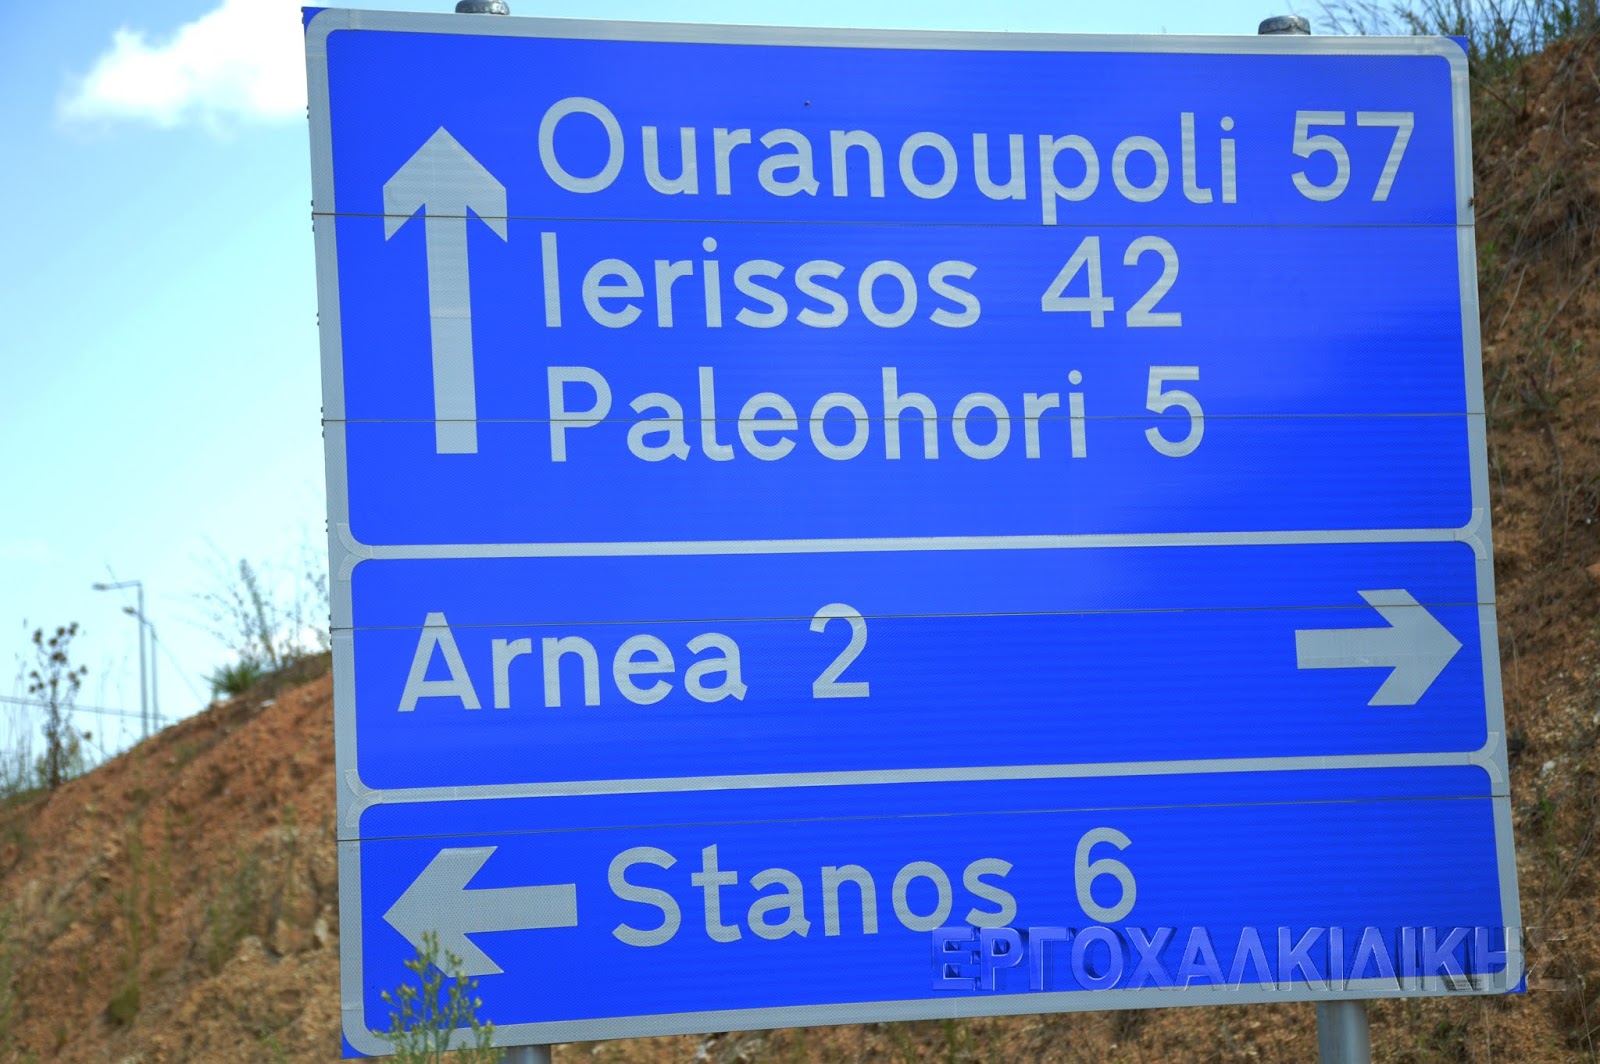 Ouranoupoli 57
Ierissos 42
Paleohori 5
Arnea 2
Stanos 6
ΕΡΓΟΧΑΛΚΙΔΙΚΗΣ